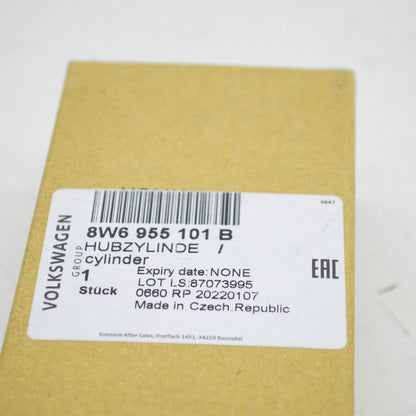 3847
VOLKSWAGEN
GROUP
8W6 955 101 B
HUBZYLINDE /
cylinder
1
Stück
Expiry date:NONE
LOT LS:87073995
0660 RP 20220107
Made in Czech.Republic
EAC
Konzern After Sales, Postfach 1451, 34219 Baunatal